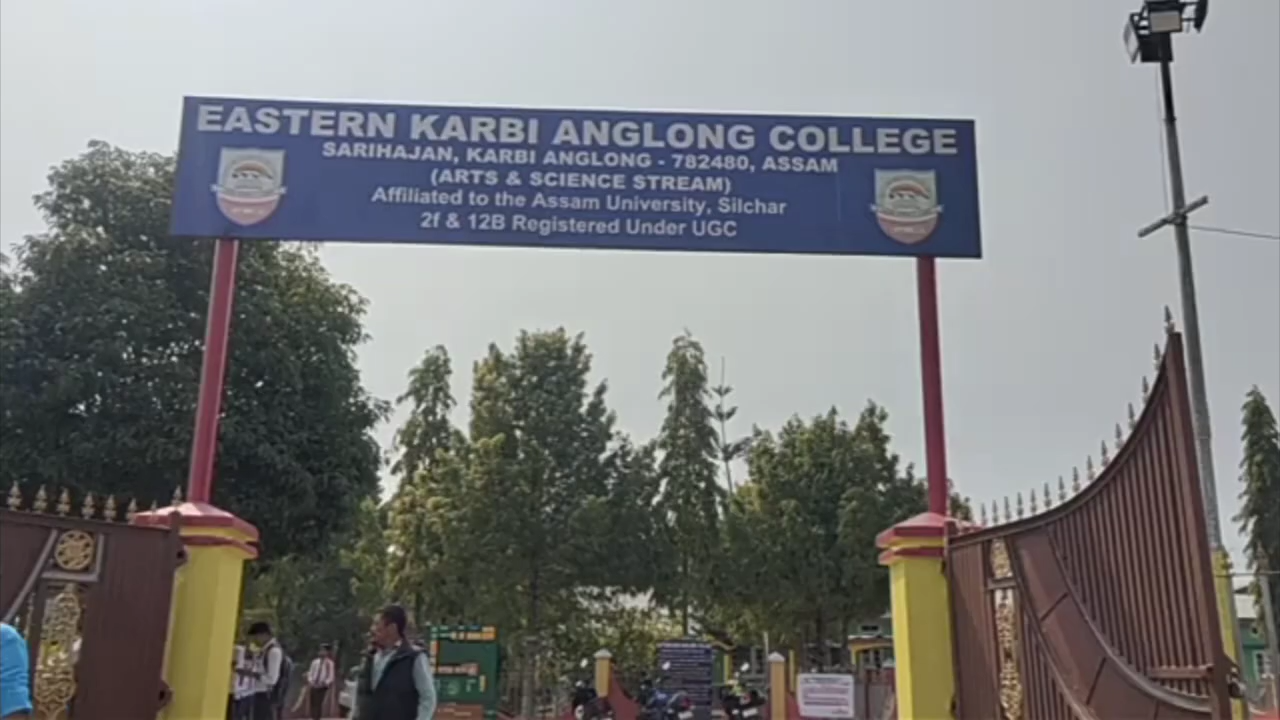 EASTERN KARBI ANGLONG COLLEGE
SARIHAJAN, KARBI ANGLONG - 782480, ASSAM
(ARTS & SCIENCE STREAM)
Affiliated to the Assam University, Silchar
2f & 12B Registered Under UGC